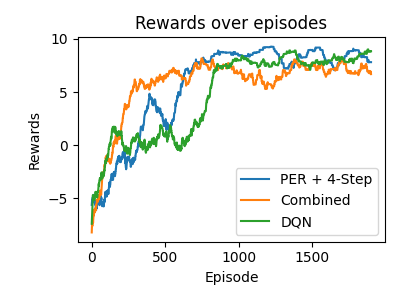 Rewards over episodes
Rewards
10
5
0
−5
0
500
1000
1500
Episode
PER + 4-Step
Combined
DQN